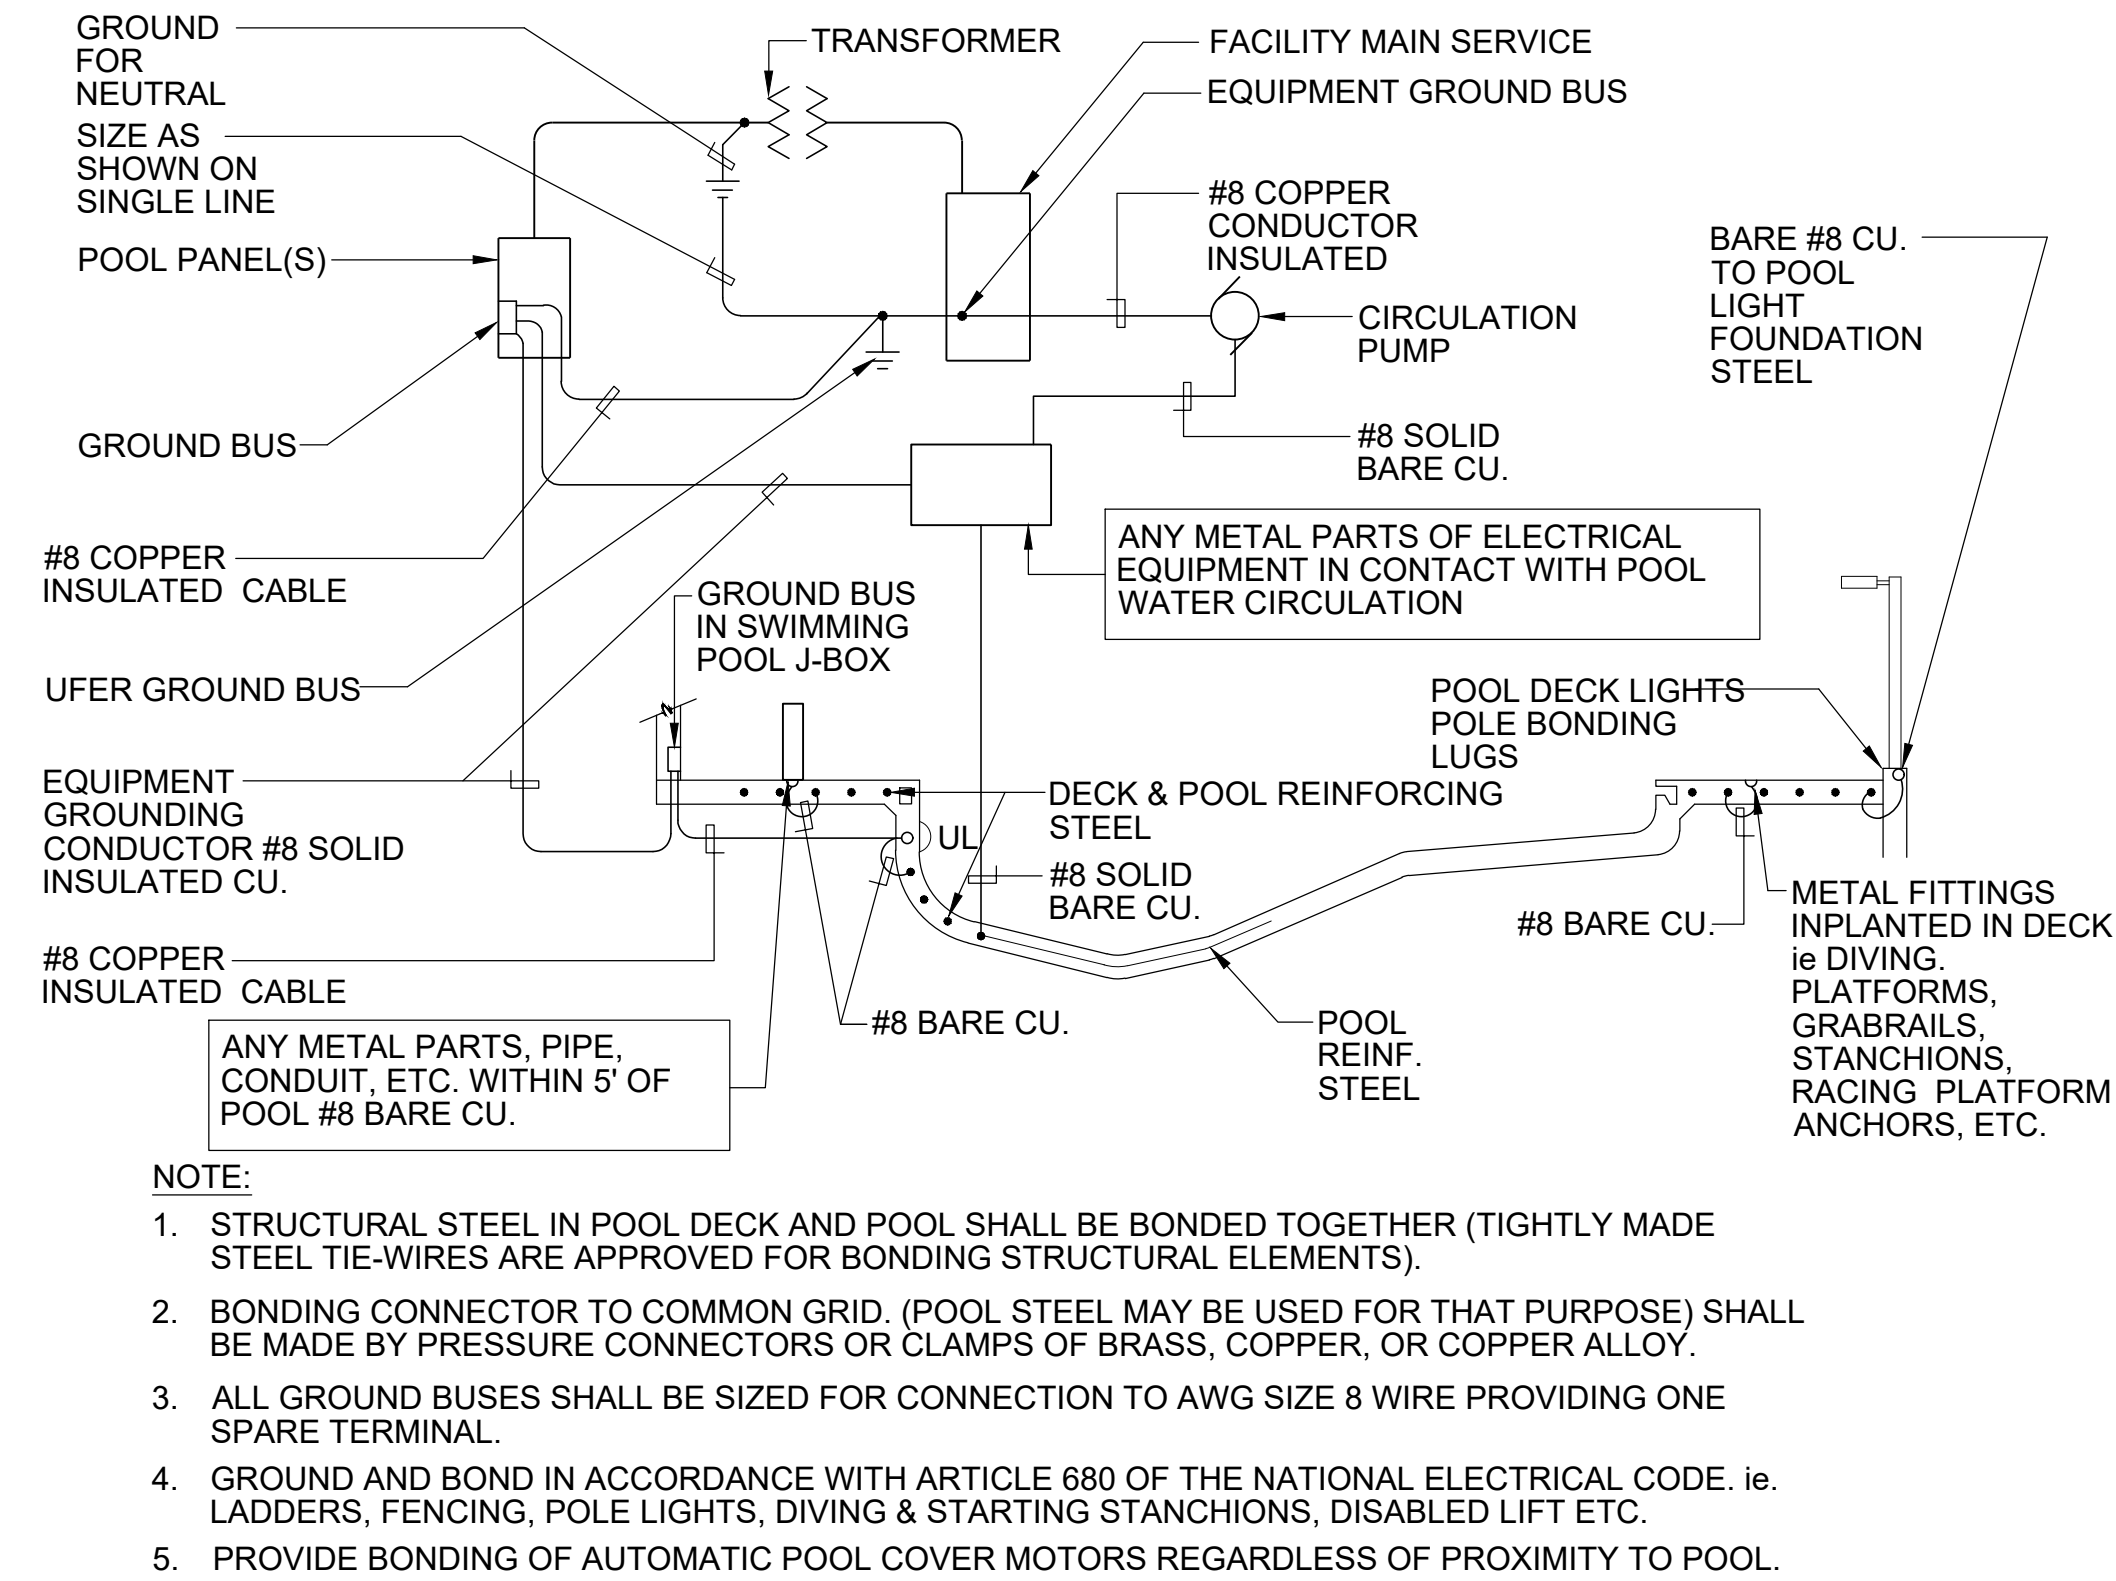 GROUND
FOR
NEUTRAL
SIZE AS
SHOWN ON
SINGLE LINE
POOL PANEL(S)
GROUND BUS
#8 COPPER
INSULATED CABLE
UFER GROUND BUS
EQUIPMENT
GROUNDING
CONDUCTOR #8 SOLID
INSULATED CU.
#8 COPPER
INSULATED CABLE
TRANSFORMER
FACILITY MAIN SERVICE
EQUIPMENT GROUND BUS
#8 COPPER
CONDUCTOR
INSULATED
CIRCULATION
PUMP
#8 SOLID
BARE CU.
BARE #8 CU.
TO POOL
LIGHT
FOUNDATION
STEEL
ANY METAL PARTS OF ELECTRICAL
EQUIPMENT IN CONTACT WITH POOL
WATER CIRCULATION
GROUND BUS
IN SWIMMING
POOL J-BOX
POOL DECK LIGHTS
POLE BONDING
LUGS
DECK & POOL REINFORCING
STEEL
UL
#8 SOLID
BARE CU.
#8 BARE CU.
METAL FITTINGS
INPLANTED IN DECK
ie DIVING.
PLATFORMS,
GRABRAILS,
STANCHIONS,
RACING PLATFORM
ANCHORS, ETC.
#8 BARE CU.
POOL
REINF.
STEEL
ANY METAL PARTS, PIPE,
CONDUIT, ETC. WITHIN 5' OF
POOL #8 BARE CU.
NOTE:
1. STRUCTURAL STEEL IN POOL DECK AND POOL SHALL BE BONDED TOGETHER (TIGHTLY MADE
STEEL TIE-WIRES ARE APPROVED FOR BONDING STRUCTURAL ELEMENTS).
2. BONDING CONNECTOR TO COMMON GRID. (POOL STEEL MAY BE USED FOR THAT PURPOSE) SHALL
BE MADE BY PRESSURE CONNECTORS OR CLAMPS OF BRASS, COPPER, OR COPPER ALLOY.
3. ALL GROUND BUSES SHALL BE SIZED FOR CONNECTION TO AWG SIZE 8 WIRE PROVIDING ONE
SPARE TERMINAL.
4. GROUND AND BOND IN ACCORDANCE WITH ARTICLE 680 OF THE NATIONAL ELECTRICAL CODE. ie.
LADDERS, FENCING, POLE LIGHTS, DIVING & STARTING STANCHIONS, DISABLED LIFT ETC.
5. PROVIDE BONDING OF AUTOMATIC POOL COVER MOTORS REGARDLESS OF PROXIMITY TO POOL.